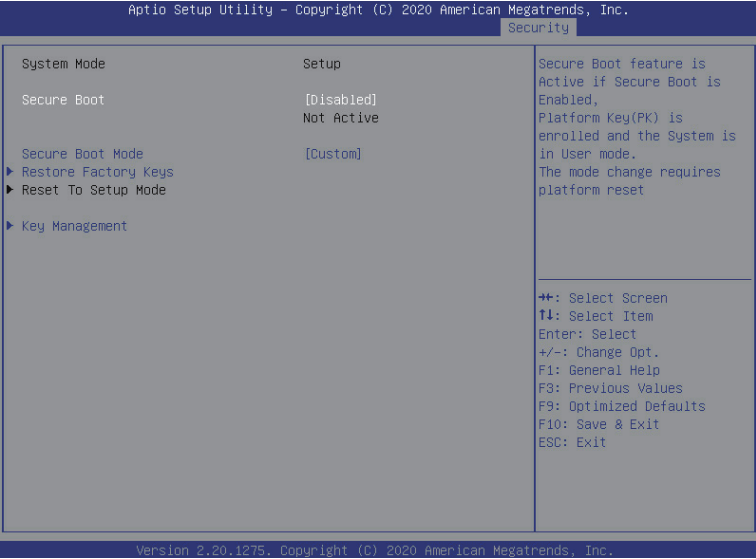 Aptio Setup Utility – Copyright (C) 2020 American Megatrends, Inc.
Security
System Mode Setup
Secure Boot [Disabled]
Not Active
Secure Boot Mode [Custom]
Restore Factory Keys
Reset To Setup Mode
Key Management
Secure Boot feature is
Active if Secure Boot is
Enabled,
Platform Key(PK) is
enrolled and the System is
in User mode.
The mode change requires
platform reset
→←: Select Screen
↑↓: Select Item
Enter: Select
+/-: Change Opt.
F1: General Help
F3: Previous Values
F9: Optimized Defaults
F10: Save & Exit
ESC: Exit
Version 2.20.1275. Copyright (C) 2020 American Megatrends, Inc.